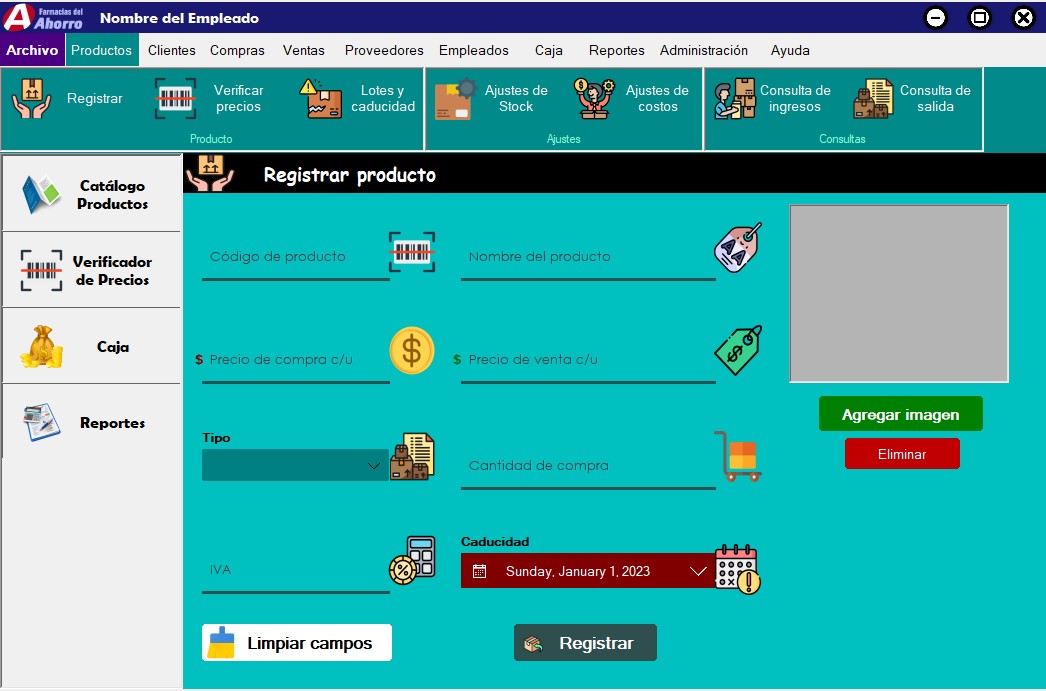 Farmacias del
Ahorro
Nombre del Empleado
Archivo Productos Clientes Compras Ventas Proveedores Empleados Caja Reportes Administración Ayuda
Registrar
Verificar
precios
Lotes y
caducidad
Producto
Ajustes de
Stock
Ajustes de
costos
Ajustes
Consulta de
ingresos
Consulta de
salida
Consultas
Catálogo
Productos
Verificador
de Precios
Caja
Reportes
Registrar producto
Código de producto
Nombre del producto
$ Precio de compra c/u
$ Precio de venta c/u
Agregar imagen
Eliminar
Tipo
Cantidad de compra
IVA
Caducidad
Sunday, January 1, 2023
Limpiar campos
Registrar